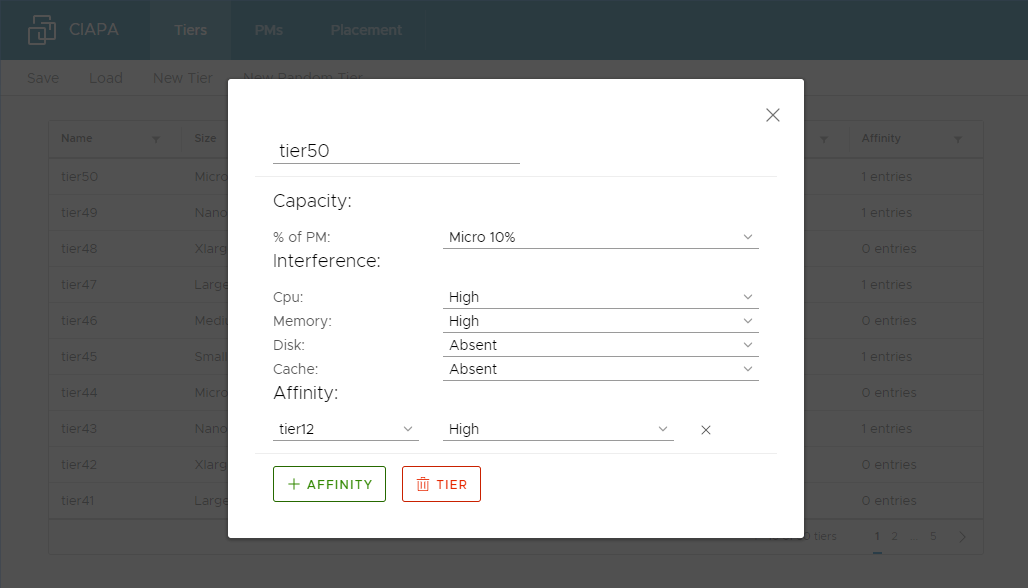 CIAPA Tiers PMs Placement
Save Load New Tier New Random Tier
Name Size Affinity
tier50
Capacity:
% of PM: Micro 10%
Interference:
Cpu: High
Memory: High
Disk: Absent
Cache: Absent
Affinity:
tier12 High
+ AFFINITY TIER
tier50 Micro 1 entries
tier49 Nano 1 entries
tier48 Xlarg 0 entries
tier47 Large 1 entries
tier46 Medi 0 entries
tier45 Small 1 entries
tier44 Micro 0 entries
tier43 Nano 1 entries
tier42 Xlarg 0 entries
tier41 Large 0 entries
tiers 1 2 ... 5